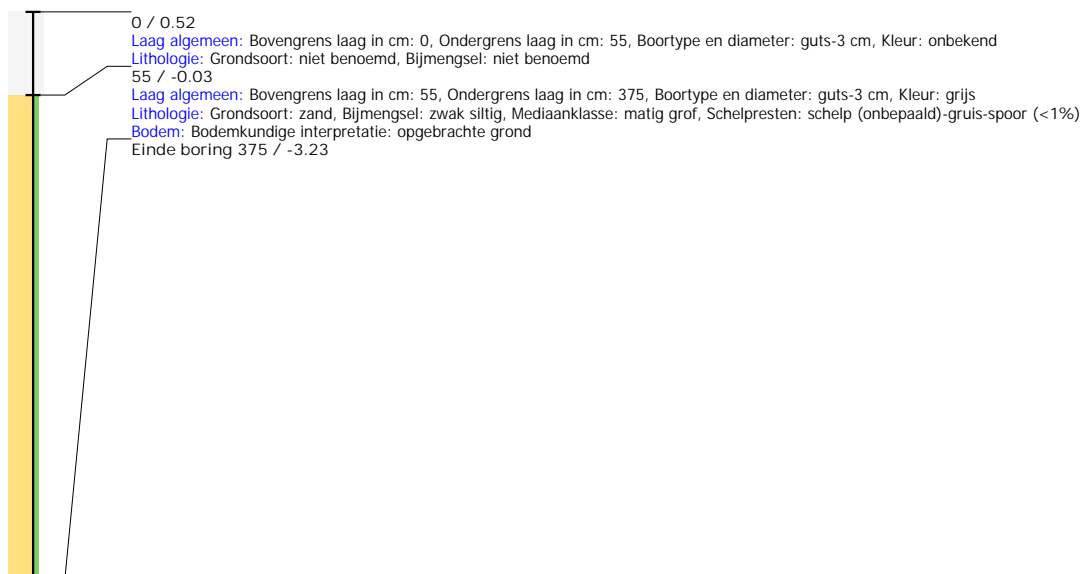 0 / 0.52
Laag algemeen: Bovengrens laag in cm: 0, Ondergrens laag in cm: 55, Boortype en diameter: guts-3 cm, Kleur: onbekend
Lithologie: Grondsoort: niet benoemd, Bijmengsel: niet benoemd
55 / -0.03
Laag algemeen: Bovengrens laag in cm: 55, Ondergrens laag in cm: 375, Boortype en diameter: guts-3 cm, Kleur: grijs
Lithologie: Grondsoort: zand, Bijmengsel: zwak siltig, Mediaanklasse: matig grof, Schelpresten: schelp (onbepaald)-gruis-spoor (<1%)
Bodem: Bodemkundige interpretatie: opgebrachte grond
Einde boring 375 / -3.23